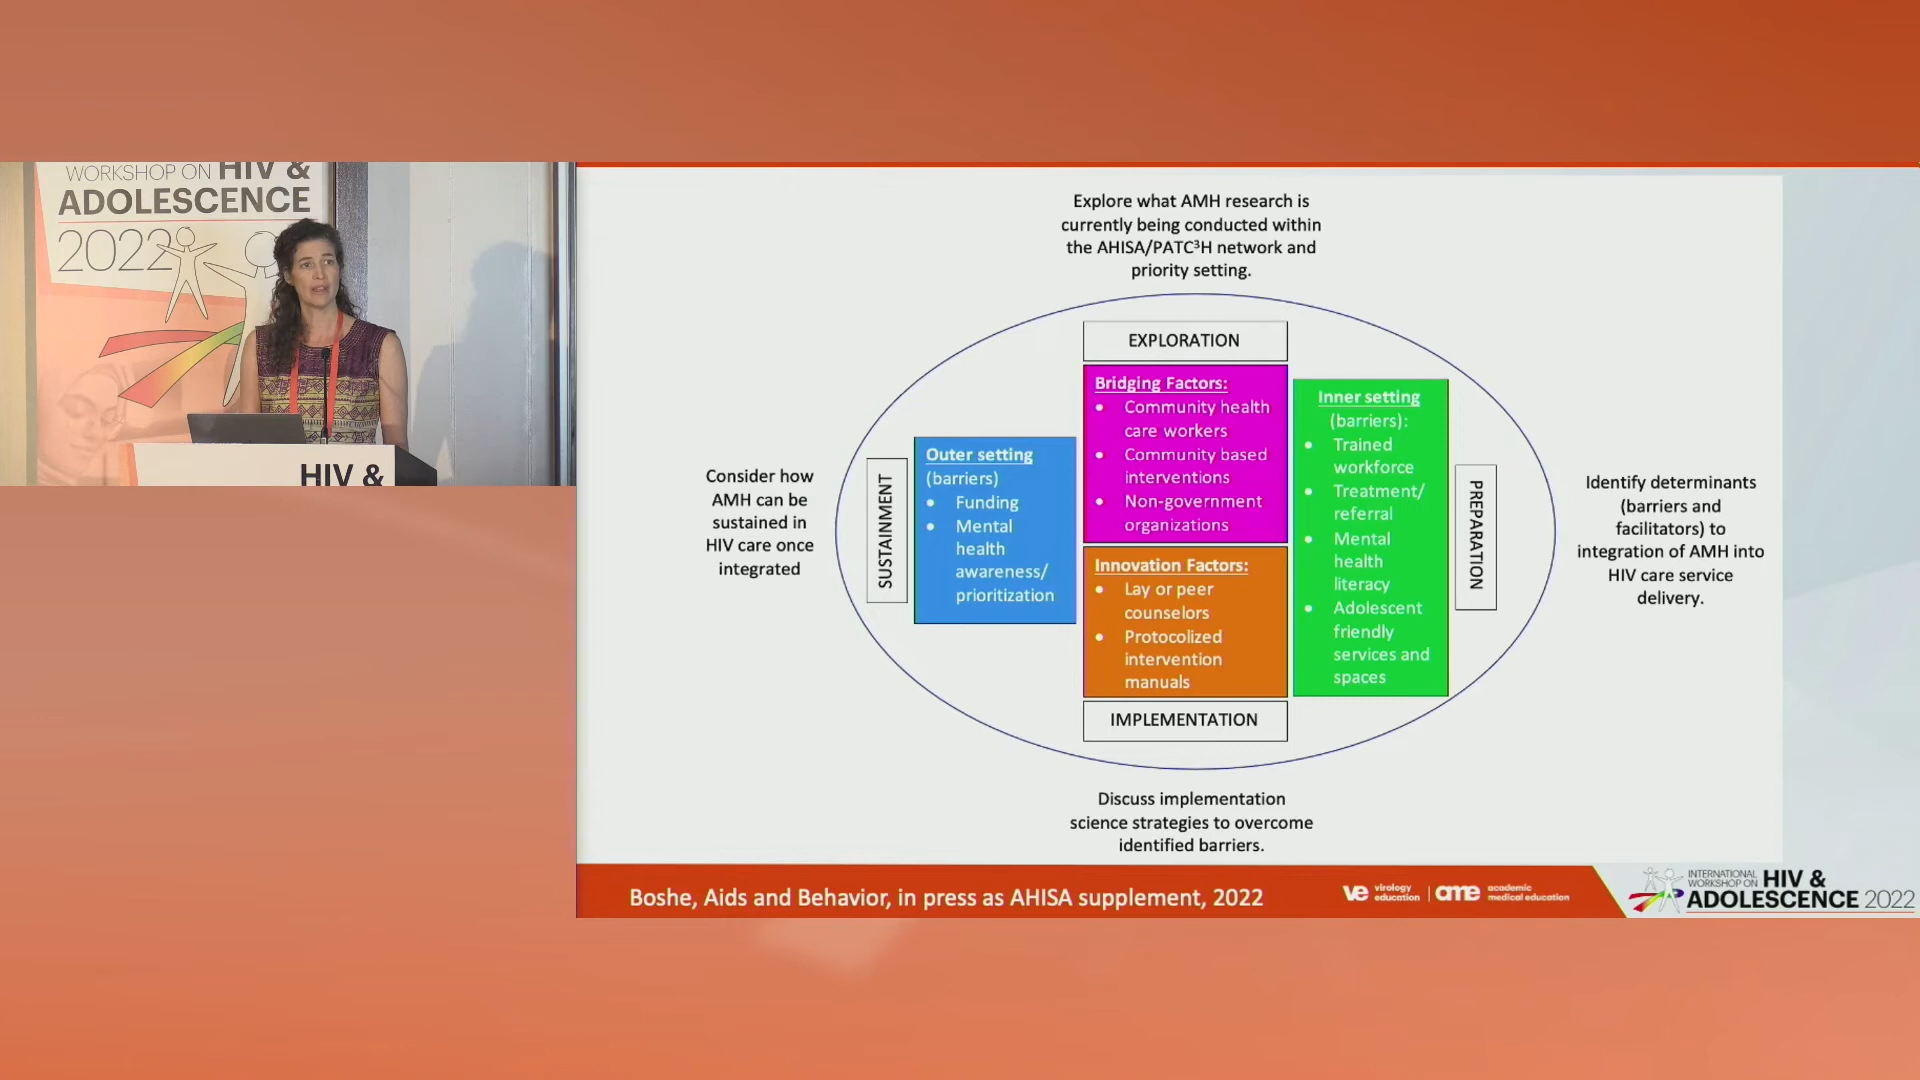 WORKSHOP ON HIV &
ADOLESCENCE
2022
HIV &
Explore what AMH research is
currently being conducted within
the AHISA/PATC³H network and
priority setting.
EXPLORATION
Bridging Factors:
• Community health
care workers
• Community based
interventions
• Non-government
organizations
Inner setting
(barriers):
• Trained
workforce
• Treatment/
referral
• Mental
health
literacy
• Adolescent
friendly
services and
spaces
Outer setting
(barriers)
• Funding
• Mental
health
awareness/
prioritization
Innovation Factors:
• Lay or peer
counselors
• Protocolized
intervention
manuals
SUSTAINMENT
PREPARATION
IMPLEMENTATION
Consider how
AMH can be
sustained in
HIV care once
integrated
Identify determinants
(barriers and
facilitators) to
integration of AMH into
HIV care service
delivery.
Discuss implementation
science strategies to overcome
identified barriers.
Boshe, Aids and Behavior, in press as AHISA supplement, 2022
ve virology
education
ame academic
medical education
INTERNATIONAL
WORKSHOP ON HIV &
ADOLESCENCE 2022